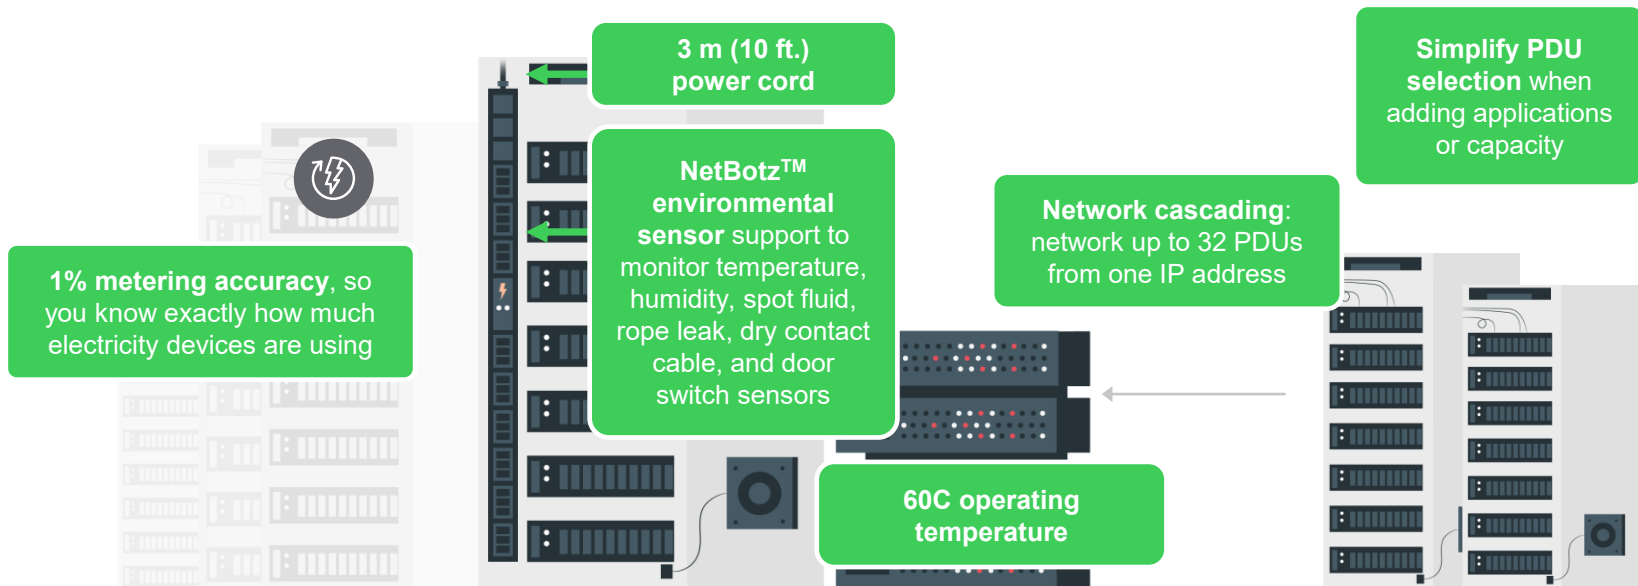 3 m (10 ft.)
power cord
NetBotz™
environmental
sensor support to
monitor temperature,
humidity, spot fluid,
rope leak, dry contact
cable, and door
switch sensors
1% metering accuracy, so
you know exactly how much
electricity devices are using
Simplify PDU
selection when
adding applications
or capacity
Network cascading:
network up to 32 PDUs
from one IP address
60C operating
temperature